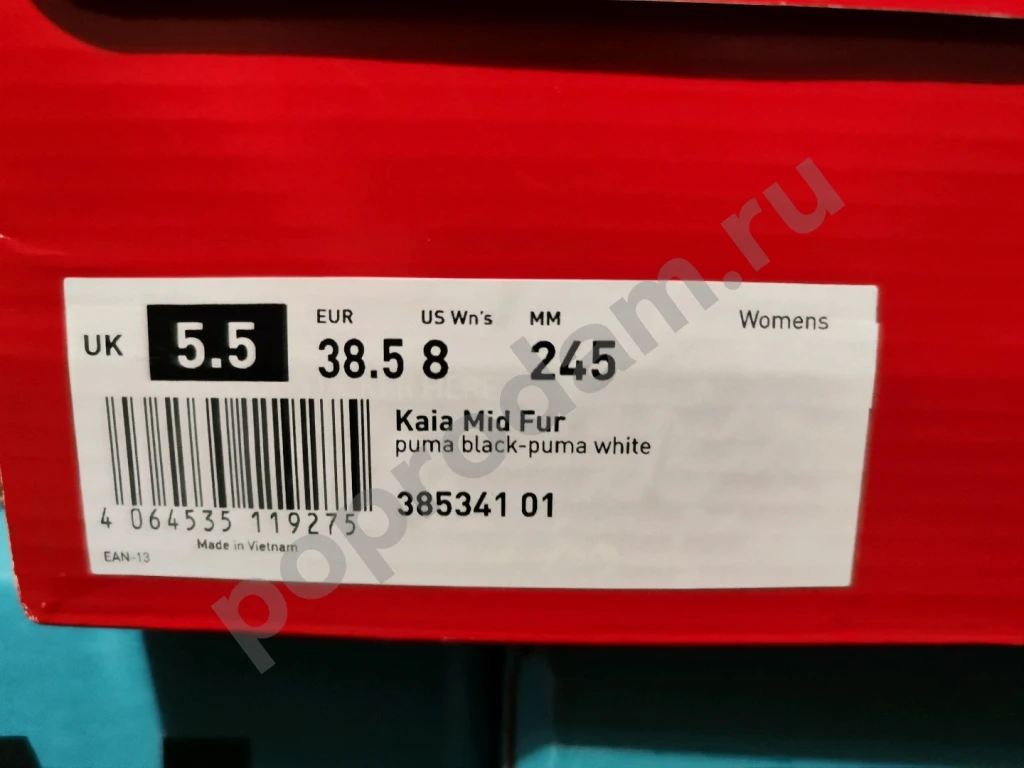 UK 5.5
EUR 38.5
US Wn's 8
MM 245
Womens
Kaia Mid Fur
puma black-puma white
385341 01
4 064535 119275
Made in Vietnam
EAN-13
poprodam.ru